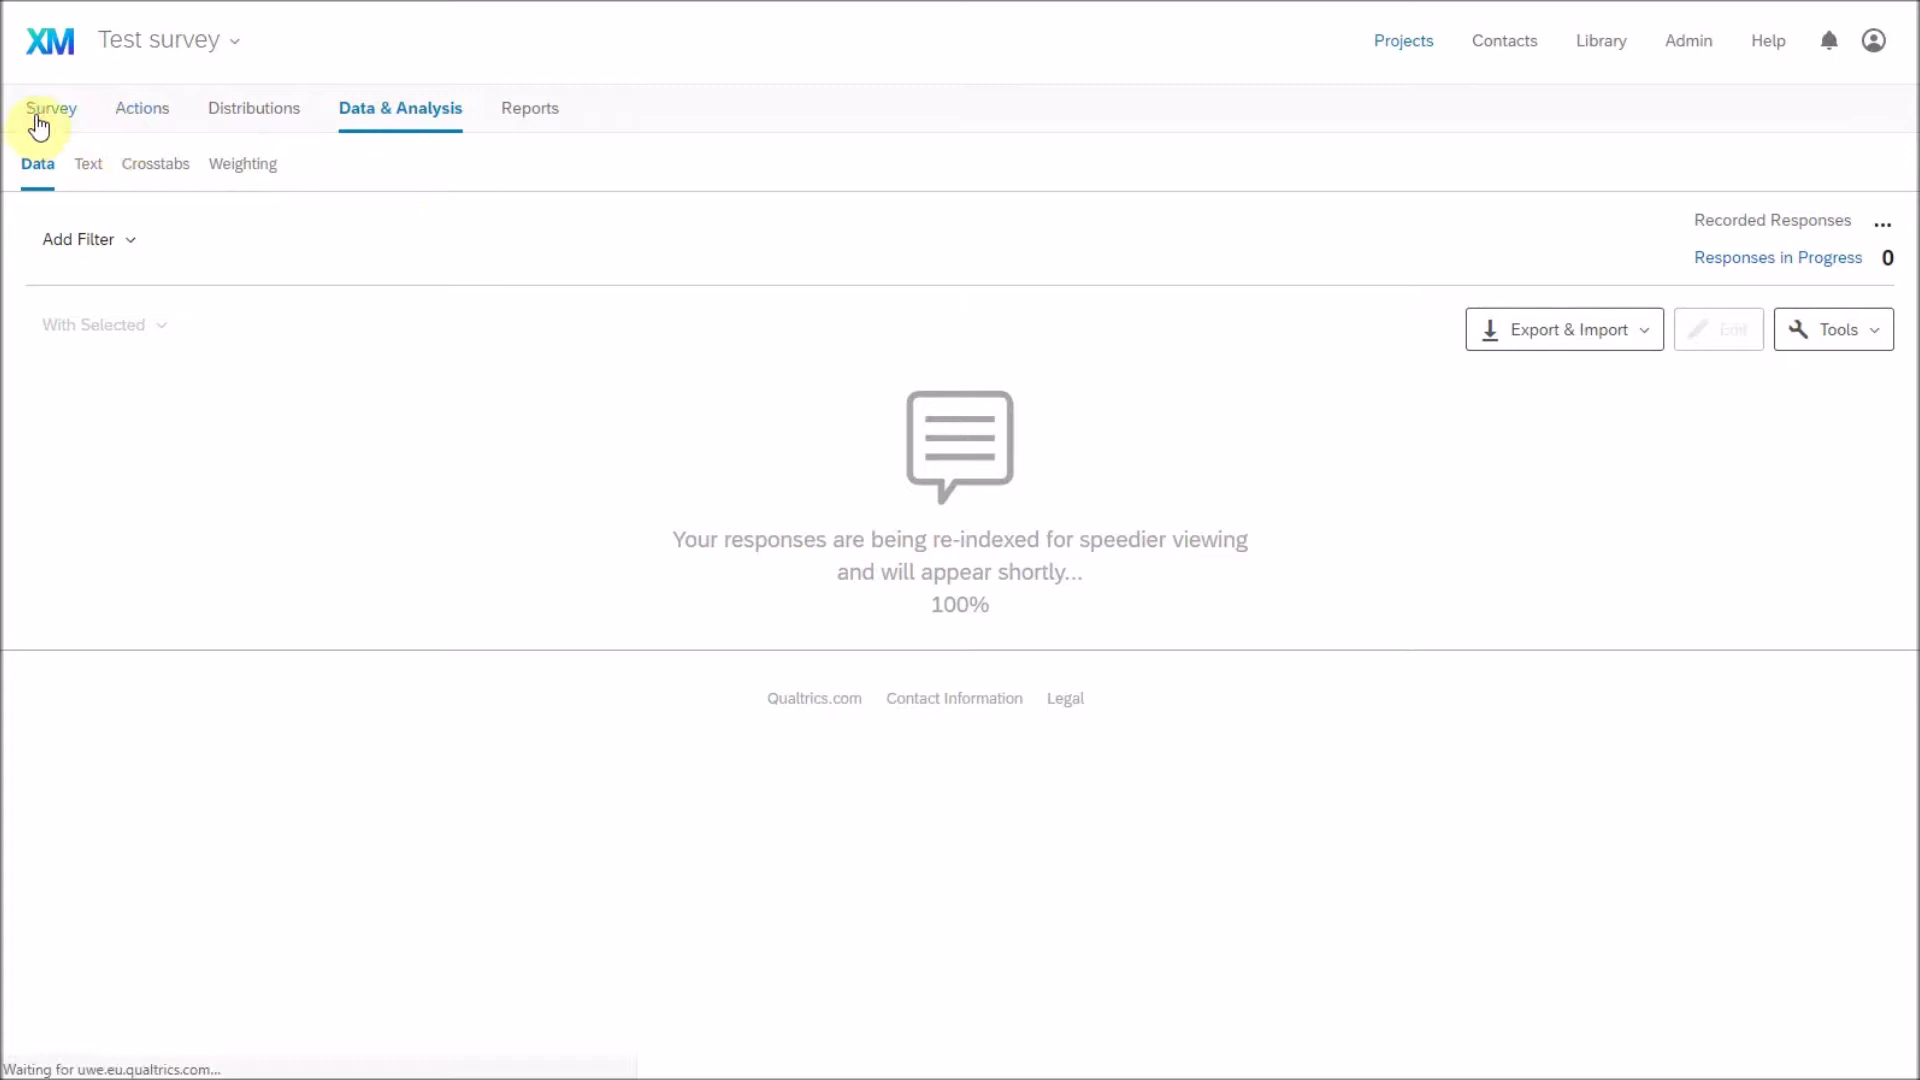 XM Test survey
Projects Contacts Library Admin Help
Survey Actions Distributions Data & Analysis Reports
Data Text Crosstabs Weighting
Add Filter
Recorded Responses ...
Responses in Progress 0
With Selected
Export & Import Edit Tools
Your responses are being re-indexed for speedier viewing
and will appear shortly...
100%
Qualtrics.com Contact Information Legal
Waiting for uwe.eu.qualtrics.com...